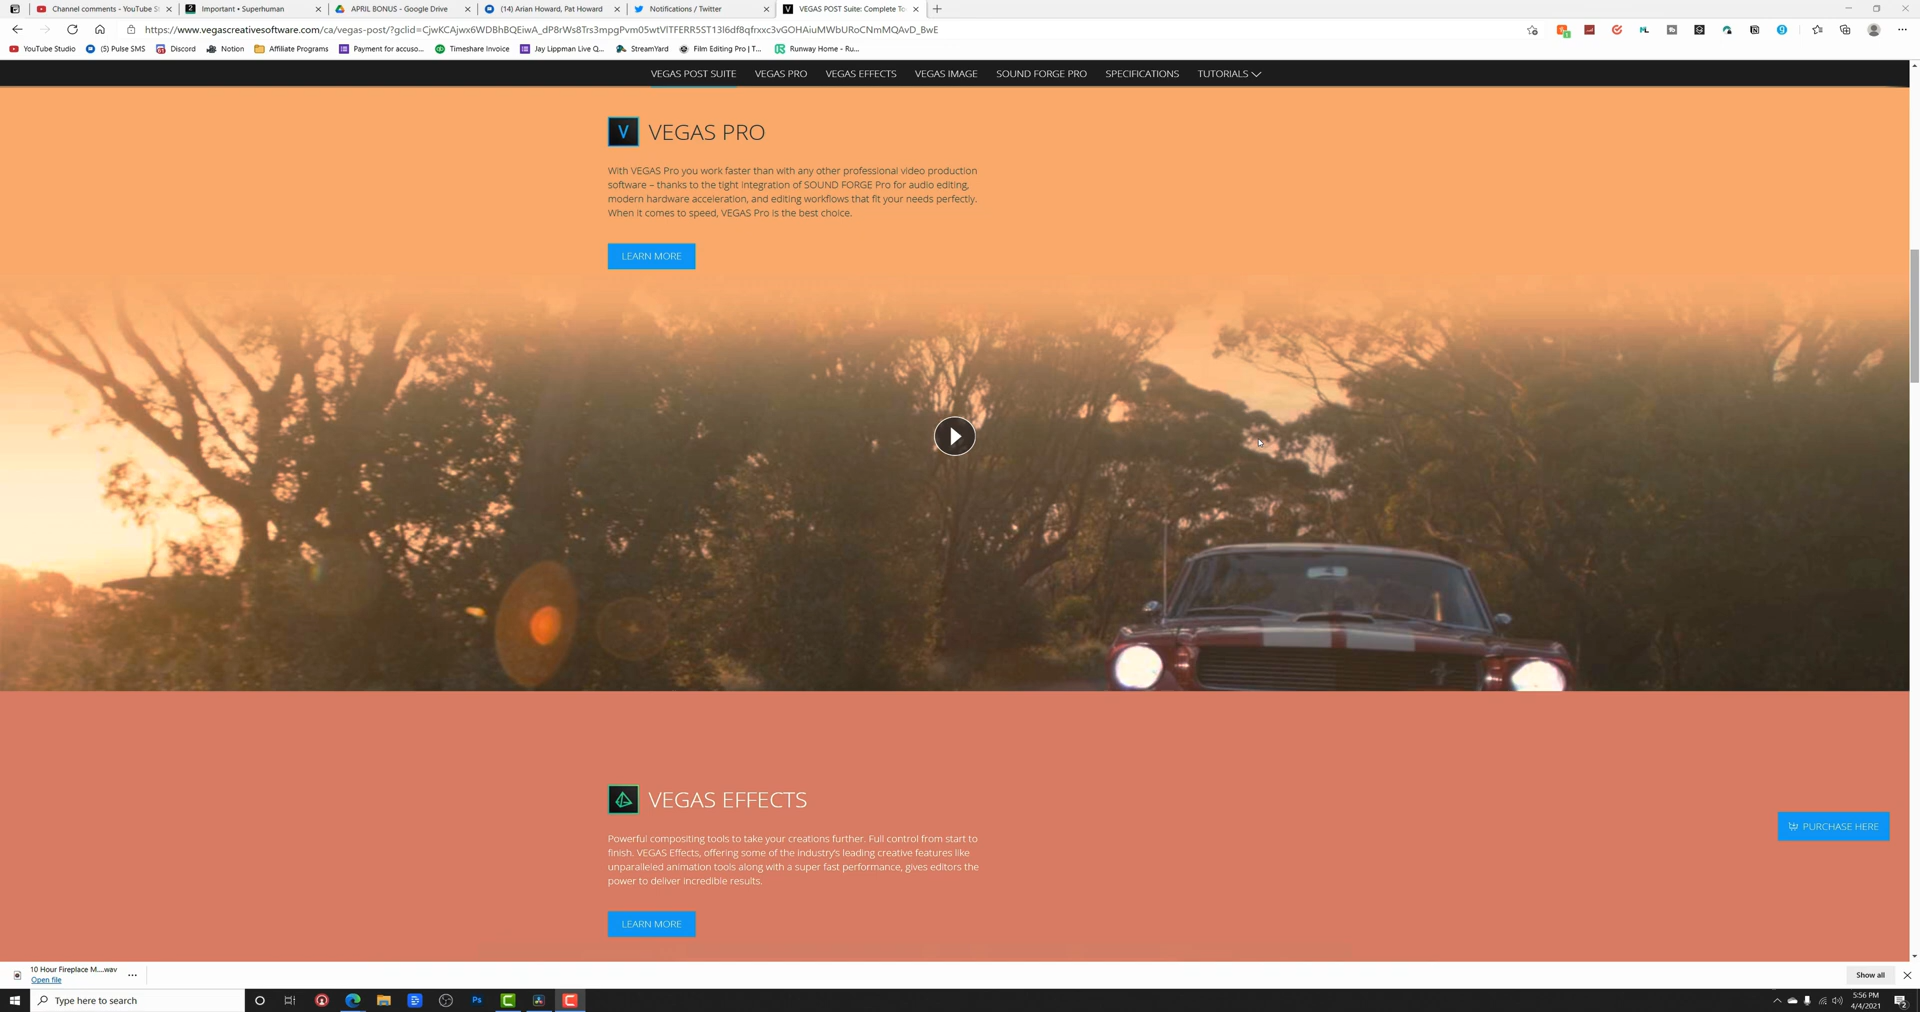 Channel comments - YouTube St
Important • Superhuman
APRIL BONUS - Google Drive
(14) Arian Howard, Pat Howard
Notifications / Twitter
VEGAS POST Suite: Complete To
https://www.vegascreativesoftware.com/ca/vegas-post/?gclid=
YouTube Studio
(5) Pulse SMS
Discord
Notion
Affiliate Programs
Payment for accuso...
Timeshare Invoice
Jay Lippman Live Q...
StreamYard
Film Editing Pro | T...
Runway Home - Ru...
VEGAS POST SUITE
VEGAS PRO
VEGAS EFFECTS
VEGAS IMAGE
SOUND FORGE PRO
SPECIFICATIONS
TUTORIALS
V VEGAS PRO
With VEGAS Pro you work faster than with any other professional video production
software – thanks to the tight integration of SOUND FORGE Pro for audio editing,
modern hardware acceleration, and editing workflows that fit your needs perfectly.
When it comes to speed, VEGAS Pro is the best choice.
LEARN MORE
VEGAS EFFECTS
Powerful compositing tools to take your creations further. Full control from start to
finish. VEGAS Effects, offering some of the industry's leading creative features like
unparalleled animation tools along with a super fast performance, gives editors the
power to deliver incredible results.
PURCHASE HERE
LEARN MORE
10 Hour Fireplace M....wav
Open file
Show all
Type here to search
Ps
5:56 PM
4/4/2021